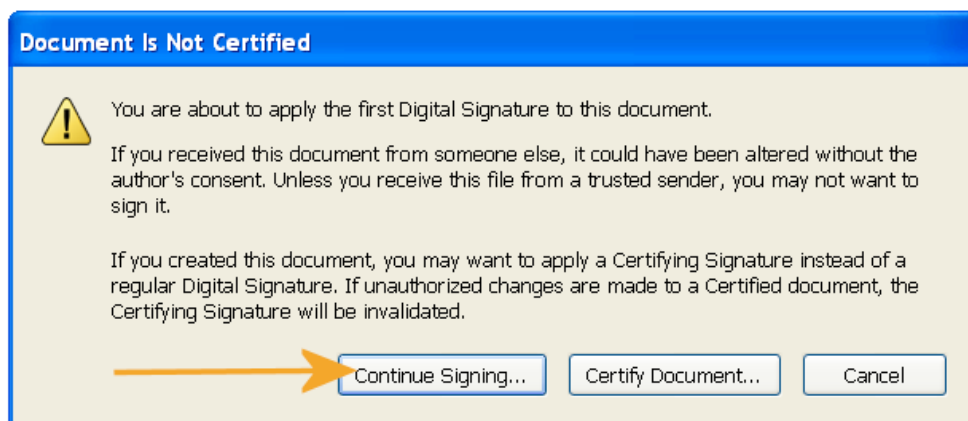 Document Is Not Certified
You are about to apply the first Digital Signature to this document.
If you received this document from someone else, it could have been altered without the
author's consent. Unless you receive this file from a trusted sender, you may not want to
sign it.
If you created this document, you may want to apply a Certifying Signature instead of a
regular Digital Signature. If unauthorized changes are made to a Certified document, the
Certifying Signature will be invalidated.
Continue Signing... Certify Document... Cancel